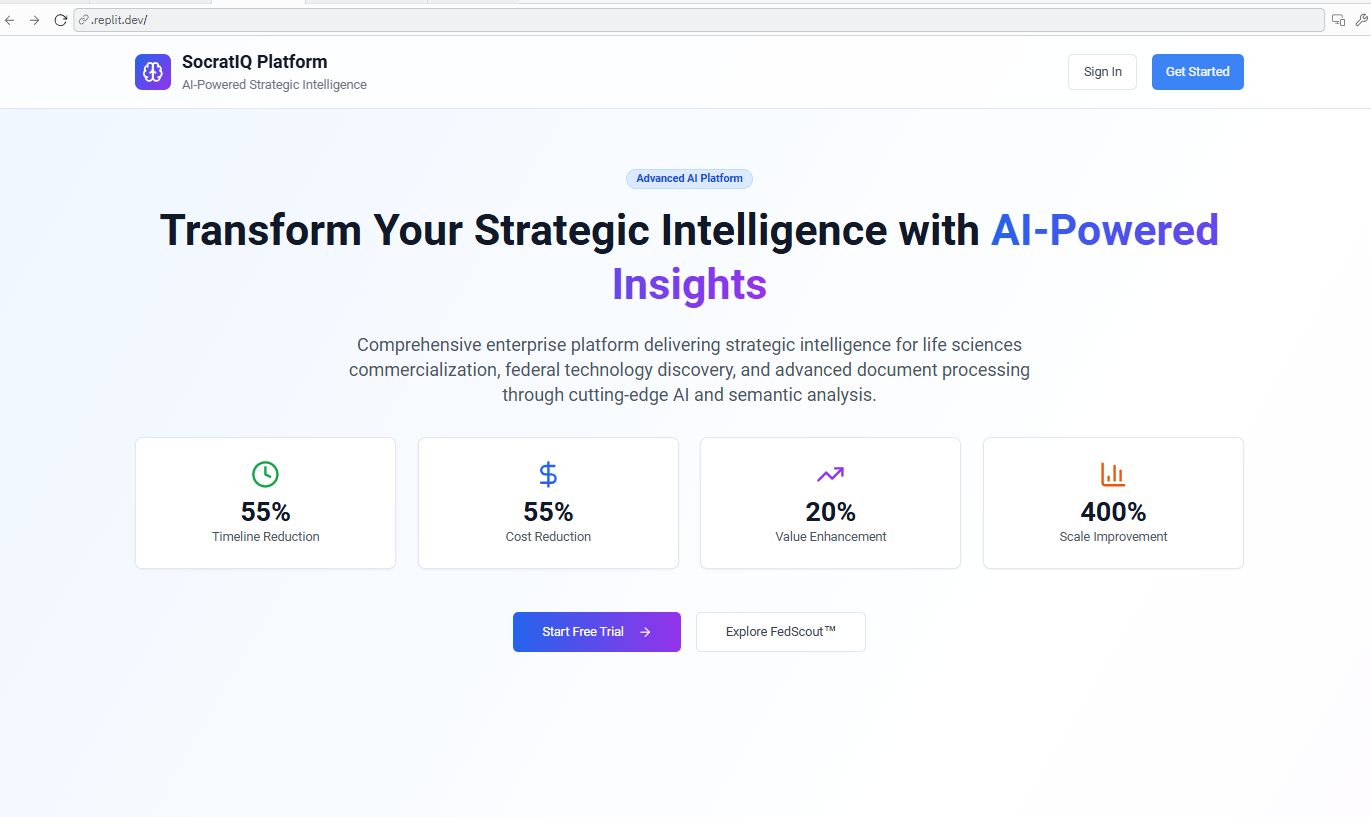 .replit.dev/
SocratIQ Platform
AI-Powered Strategic Intelligence
Sign In
Get Started
Advanced AI Platform
Transform Your Strategic Intelligence with AI-Powered
Insights
Comprehensive enterprise platform delivering strategic intelligence for life sciences
commercialization, federal technology discovery, and advanced document processing
through cutting-edge AI and semantic analysis.
55%
Timeline Reduction
55%
Cost Reduction
20%
Value Enhancement
400%
Scale Improvement
Start Free Trial
Explore FedScout™